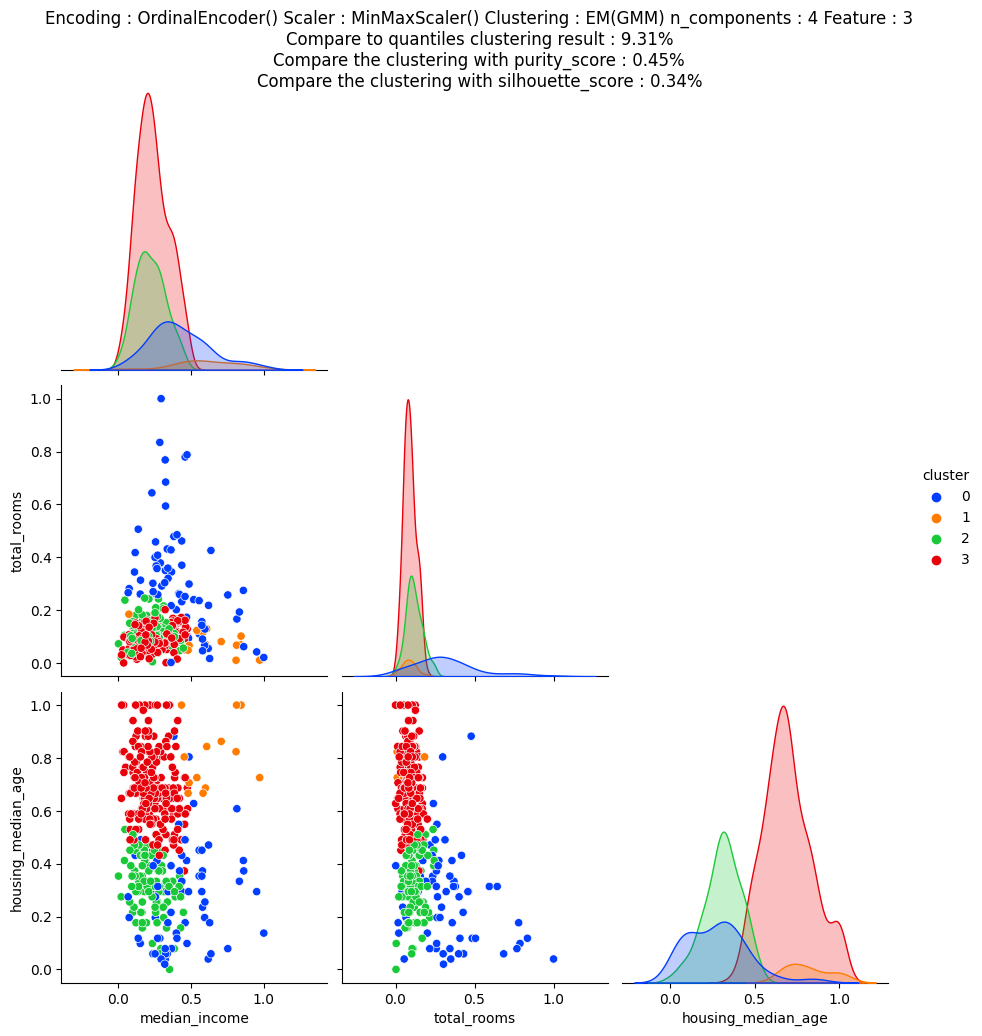 Encoding : OrdinalEncoder() Scaler : MinMaxScaler() Clustering : EM(GMM) n_components : 4 Feature : 3
Compare to quantiles clustering result : 9.31%
Compare the clustering with purity_score : 0.45%
Compare the clustering with silhouette_score : 0.34%
1.0
0.8
0.6
0.4
0.2
0.0
total_rooms
cluster
0
1
2
3
1.0
0.8
0.6
0.4
0.2
0.0
housing_median_age
0.0 0.5 1.0
median_income
0.0 0.5 1.0
total_rooms
0.0 0.5 1.0
housing_median_age